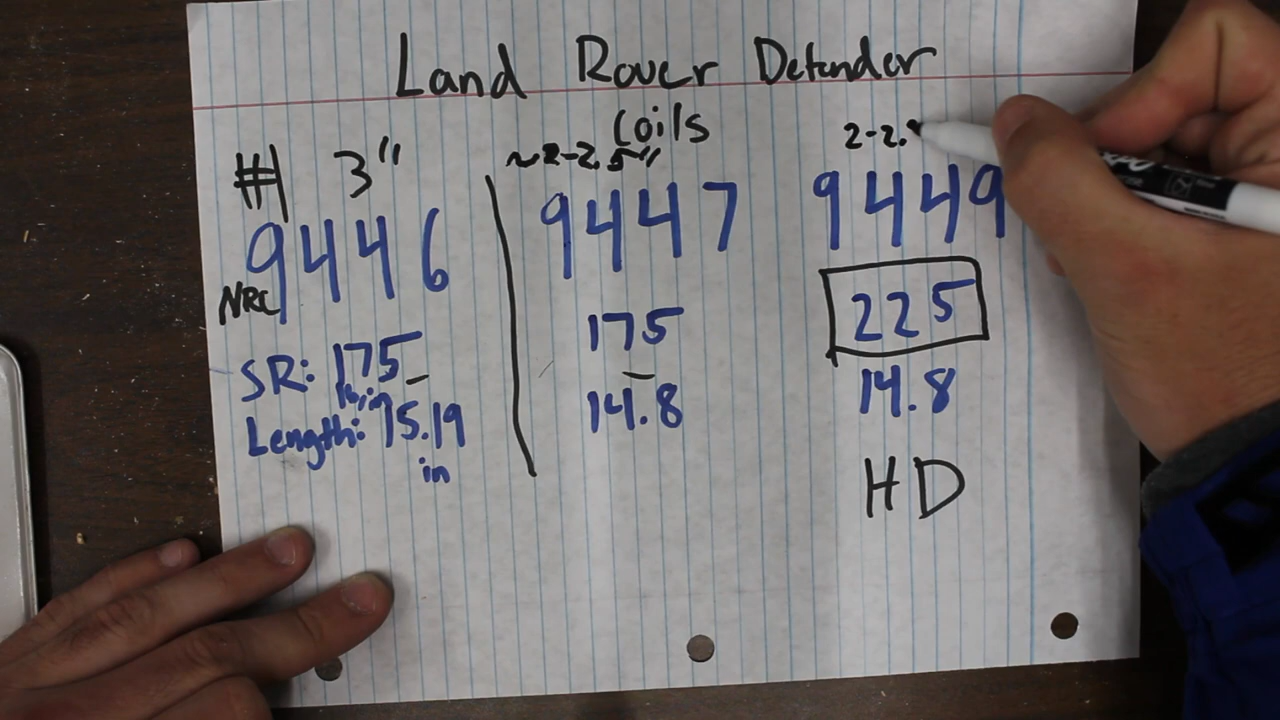 Land Rover Defender
Coils
# 3"
~2-2.5"
2-2.
9446
9447
9449
NRC
SR: 175
lb/in
Length: 15.19
in
175
14.8
225
14.8
HD